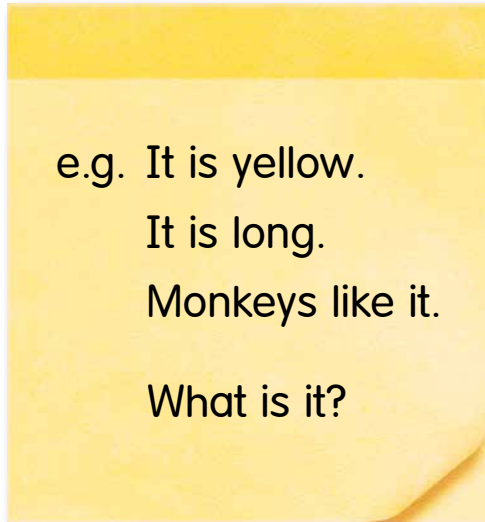 e.g. It is yellow.
It is long.
Monkeys like it.
What is it?